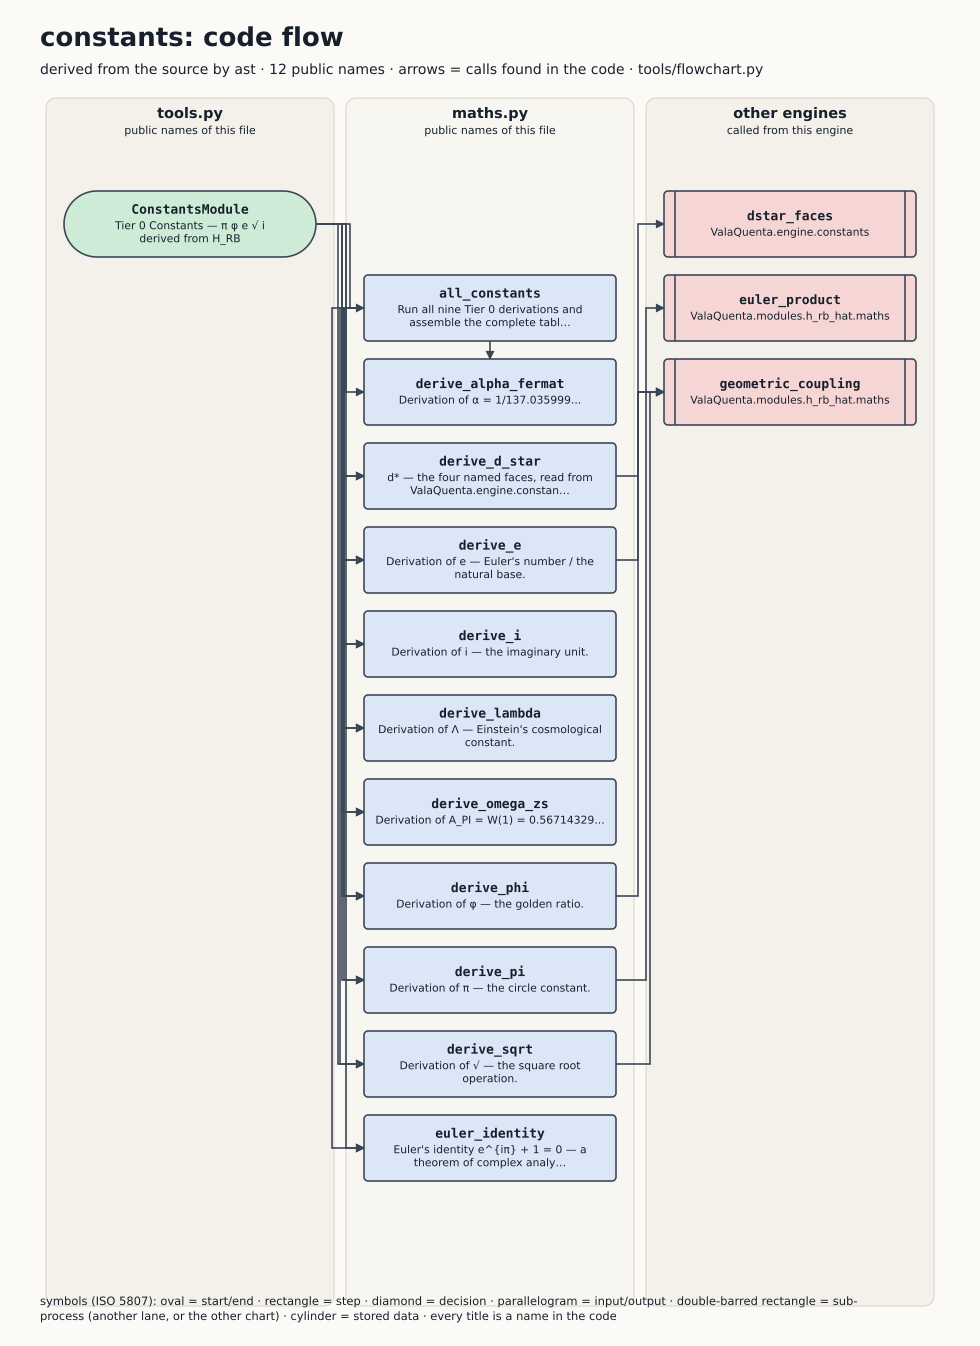 constants: code flow
derived from the source by ast · 12 public names · arrows = calls found in the code · tools/flowchart.py
tools.py
public names of this file
maths.py
public names of this file
other engines
called from this engine
ConstantsModule
Tier 0 Constants — π φ e √ i
derived from H_RB
all_constants
Run all nine Tier 0 derivations and
assemble the complete tabl…
derive_alpha_fermat
Derivation of α = 1/137.035999...
derive_d_star
d* — the four named faces, read from
ValaQuenta.engine.constan…
derive_e
Derivation of e — Euler's number / the
natural base.
derive_i
Derivation of i — the imaginary unit.
derive_lambda
Derivation of Λ — Einstein's cosmological
constant.
derive_omega_zs
Derivation of A_PI = W(1) = 0.56714329...
derive_phi
Derivation of φ — the golden ratio.
derive_pi
Derivation of π — the circle constant.
derive_sqrt
Derivation of √ — the square root
operation.
euler_identity
Euler's identity e^{iπ} + 1 = 0 — a
theorem of complex analy…
dstar_faces
ValaQuenta.engine.constants
euler_product
ValaQuenta.modules.h_rb_hat.maths
geometric_coupling
ValaQuenta.modules.h_rb_hat.maths
symbols (ISO 5807): oval = start/end · rectangle = step · diamond = decision · parallelogram = input/output · double-barred rectangle = sub-
process (another lane, or the other chart) · cylinder = stored data · every title is a name in the code